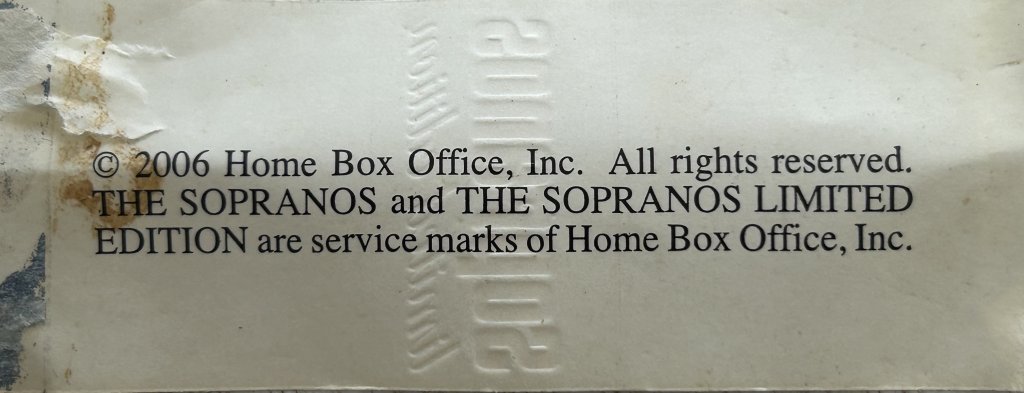 © 2006 Home Box Office, Inc. All rights reserved.
THE SOPRANOS and THE SOPRANOS LIMITED
EDITION are service marks of Home Box Office, Inc.